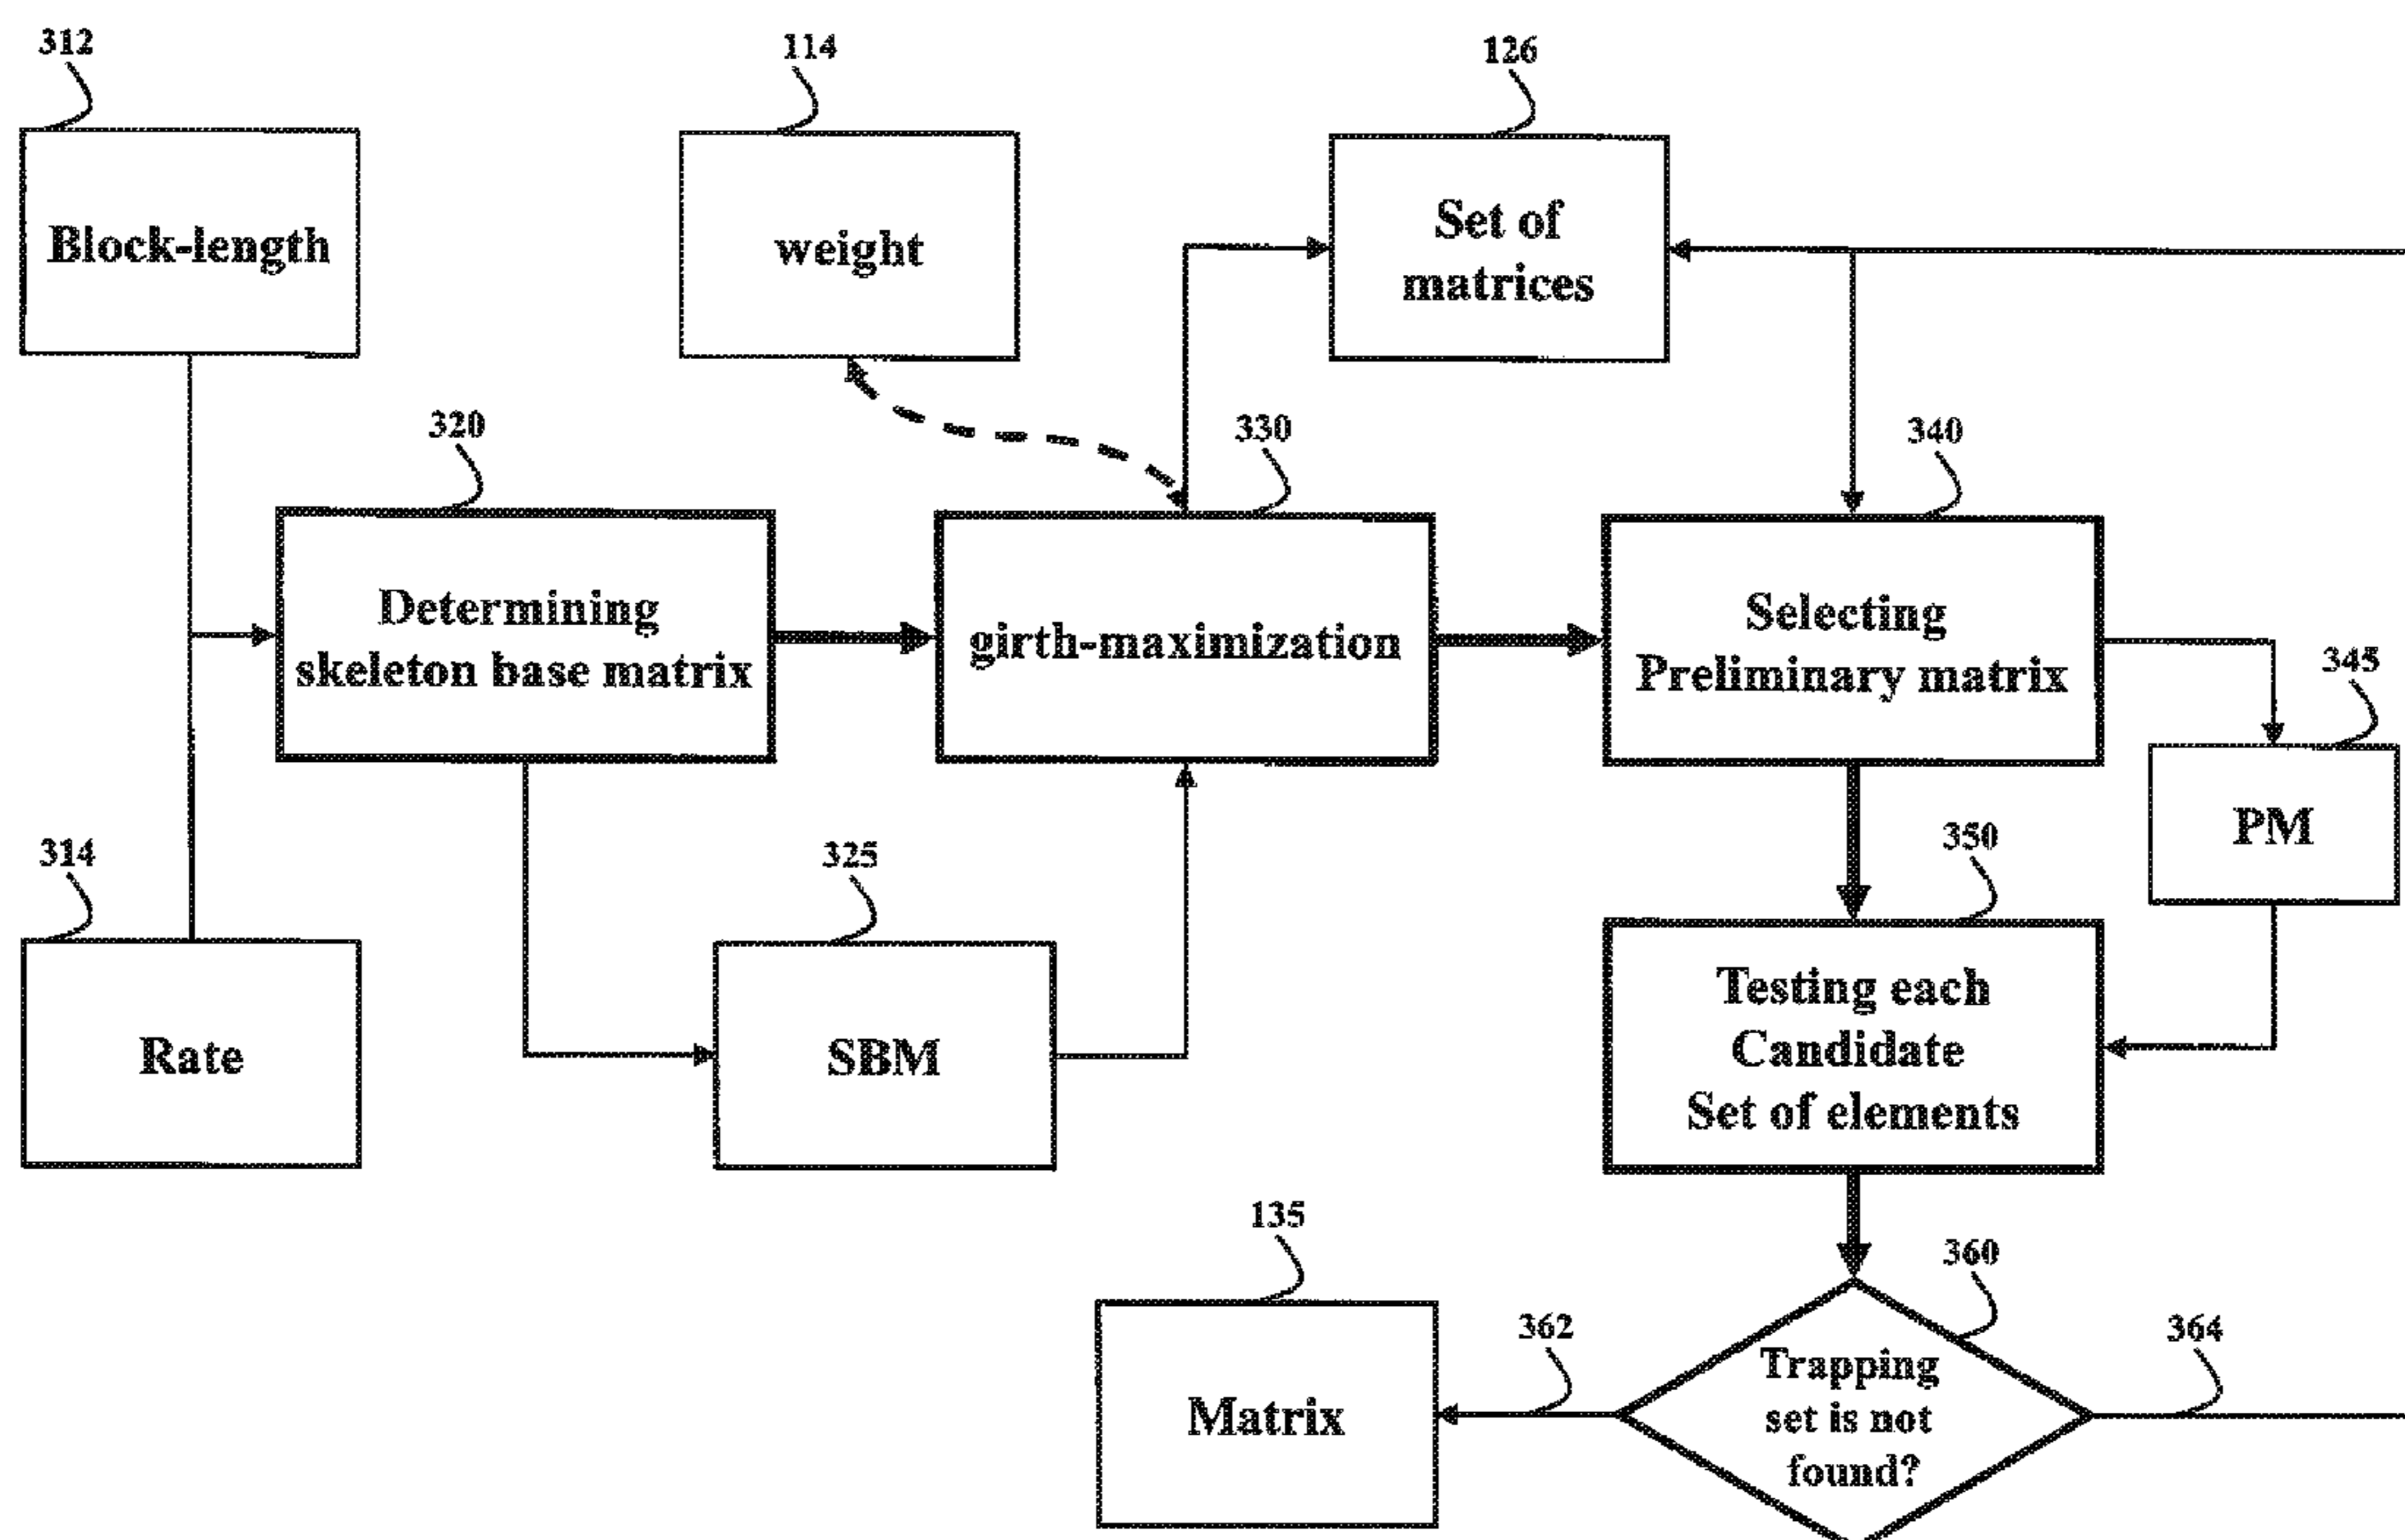 312
114
126
Block-length
weight
Set of
matrices
320
330
340
Determining
skeleton base matrix
girth-maximization
Selecting
Preliminary matrix
345
PM
314
325
350
Rate
SBM
Testing each
Candidate
Set of elements
135
360
362
364
Matrix
Trapping
set is not
found?